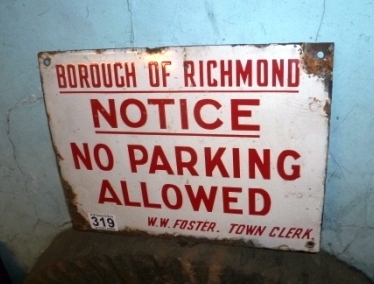 BOROUGH OF RICHMOND
NOTICE
NO PARKING
ALLOWED
W.W. FOSTER. TOWN CLERK.
319